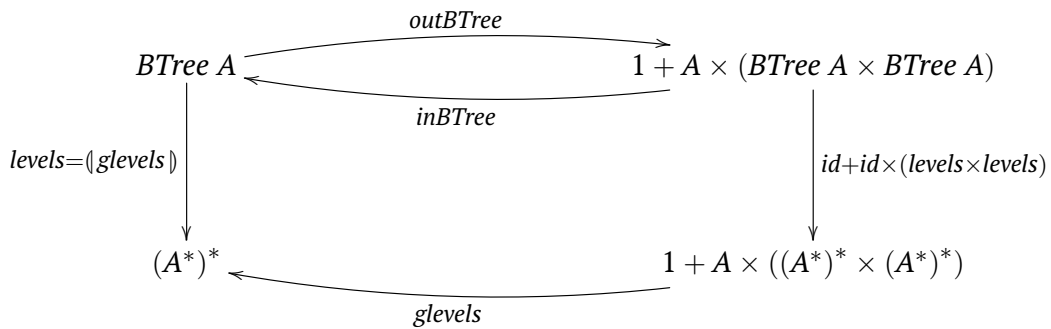 outBTree
BTree A
1 + A × (BTree A × BTree A)
inBTree
levels=⦇glevels⦈
id+id×(levels×levels)
(A*)*
1 + A × ((A*)* × (A*)*)
glevels